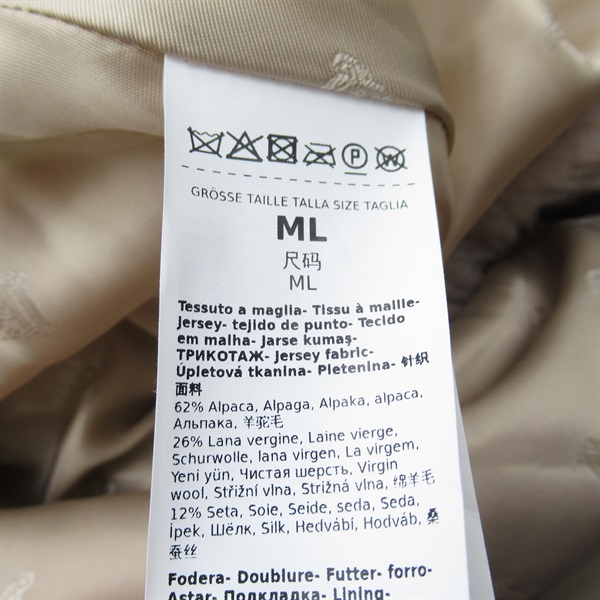 P W
GRÖSSE TAILLE TALLA SIZE TAGLIA
ML
尺码
ML
Tessuto a maglia- Tissu à maille-
Jersey- tejido de punto- Tecido
em malha- Jarse kumaş-
ТРИКОТАЖ- Jersey fabric-
Úpletová tkanina- Pletenina- 针织
面料
62% Alpaca, Alpaga, Alpaka, alpaca,
Альпака, 羊驼毛
26% Lana vergine, Laine vierge,
Schurwolle, lana virgen, La virgem,
Yeni yün, Чистая шерсть, Virgin
wool, Střižní vlna, Strižná vlna, 绵羊毛
12% Seta, Soie, Seide, seda, Seda,
İpek, Шёлк, Silk, Hedvábí, Hodváb, 桑
蚕丝
Fodera- Doublure- Futter- forro-
Astar- Подкладка- Lining-